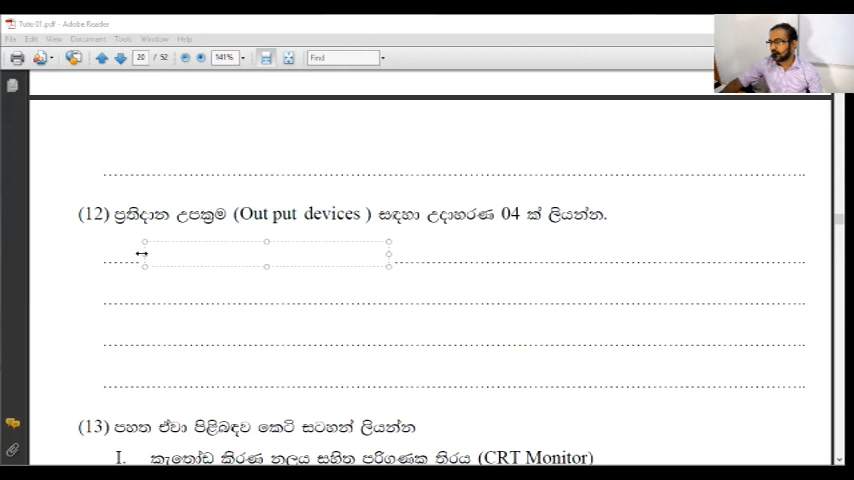 Tute-01.pdf - Adobe Reader
File Edit View Document Tools Window Help
20 / 52 141% Find
(12) ප්‍රතිදාන උපක්‍රම (Out put devices ) සඳහා උදාහරණ 04 ක් ලියන්න.
(13) පහත ඒවා පිළිබඳව කෙටි සටහන් ලියන්න
I. කැතෝඩ කිරණ නලය සහිත පරිගණක තිරය (CRT Monitor)